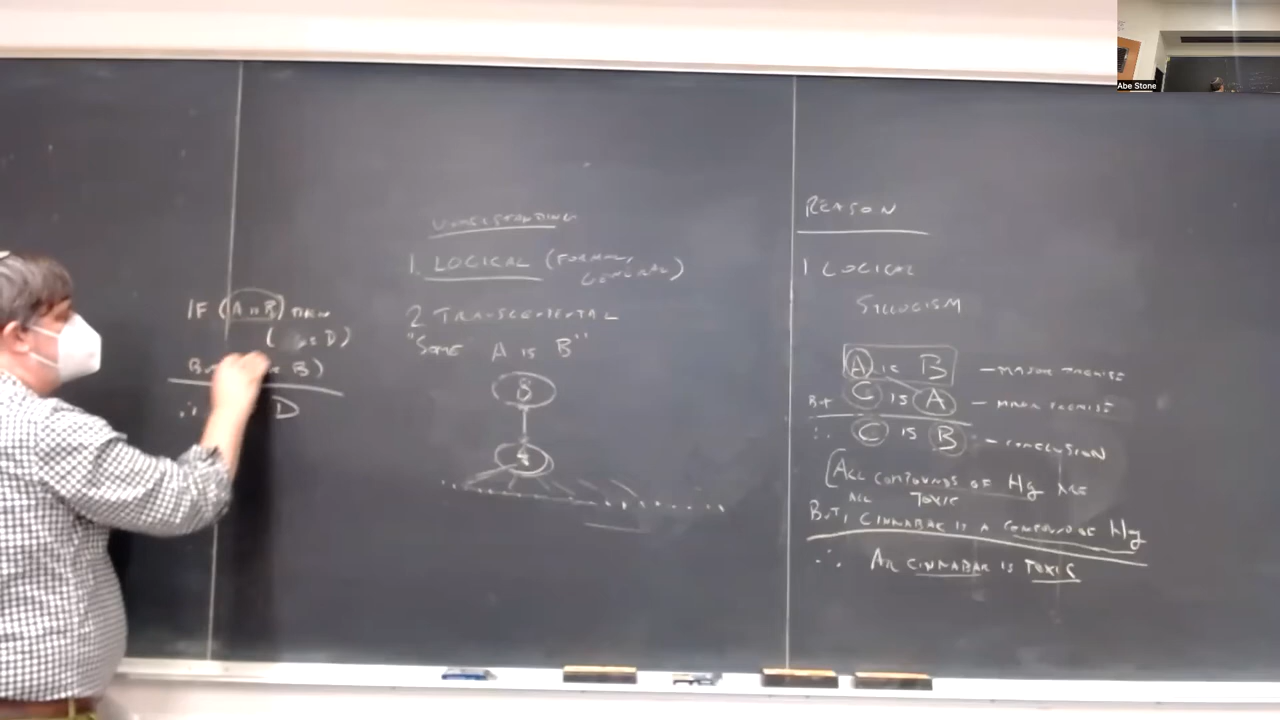 IF (A is B) THEN
( is D)
B)
∴ D
UNDERSTANDING
1. LOGICAL (FORMAL,
GENERAL)
2 TRANSCENDENTAL
"SOME A IS B"
REASON
1 LOGICAL
SYLLOGISM
A is B — MAJOR PREMISE
BUT C IS A — MINOR PREMISE
∴ C IS B — CONCLUSION
ALL COMPOUNDS OF Hg ARE
TOXIC
ALL
BUT, CINNABAR IS A COMPOUND OF Hg
∴ ALL CINNABAR IS TOXIC
Abe Stone